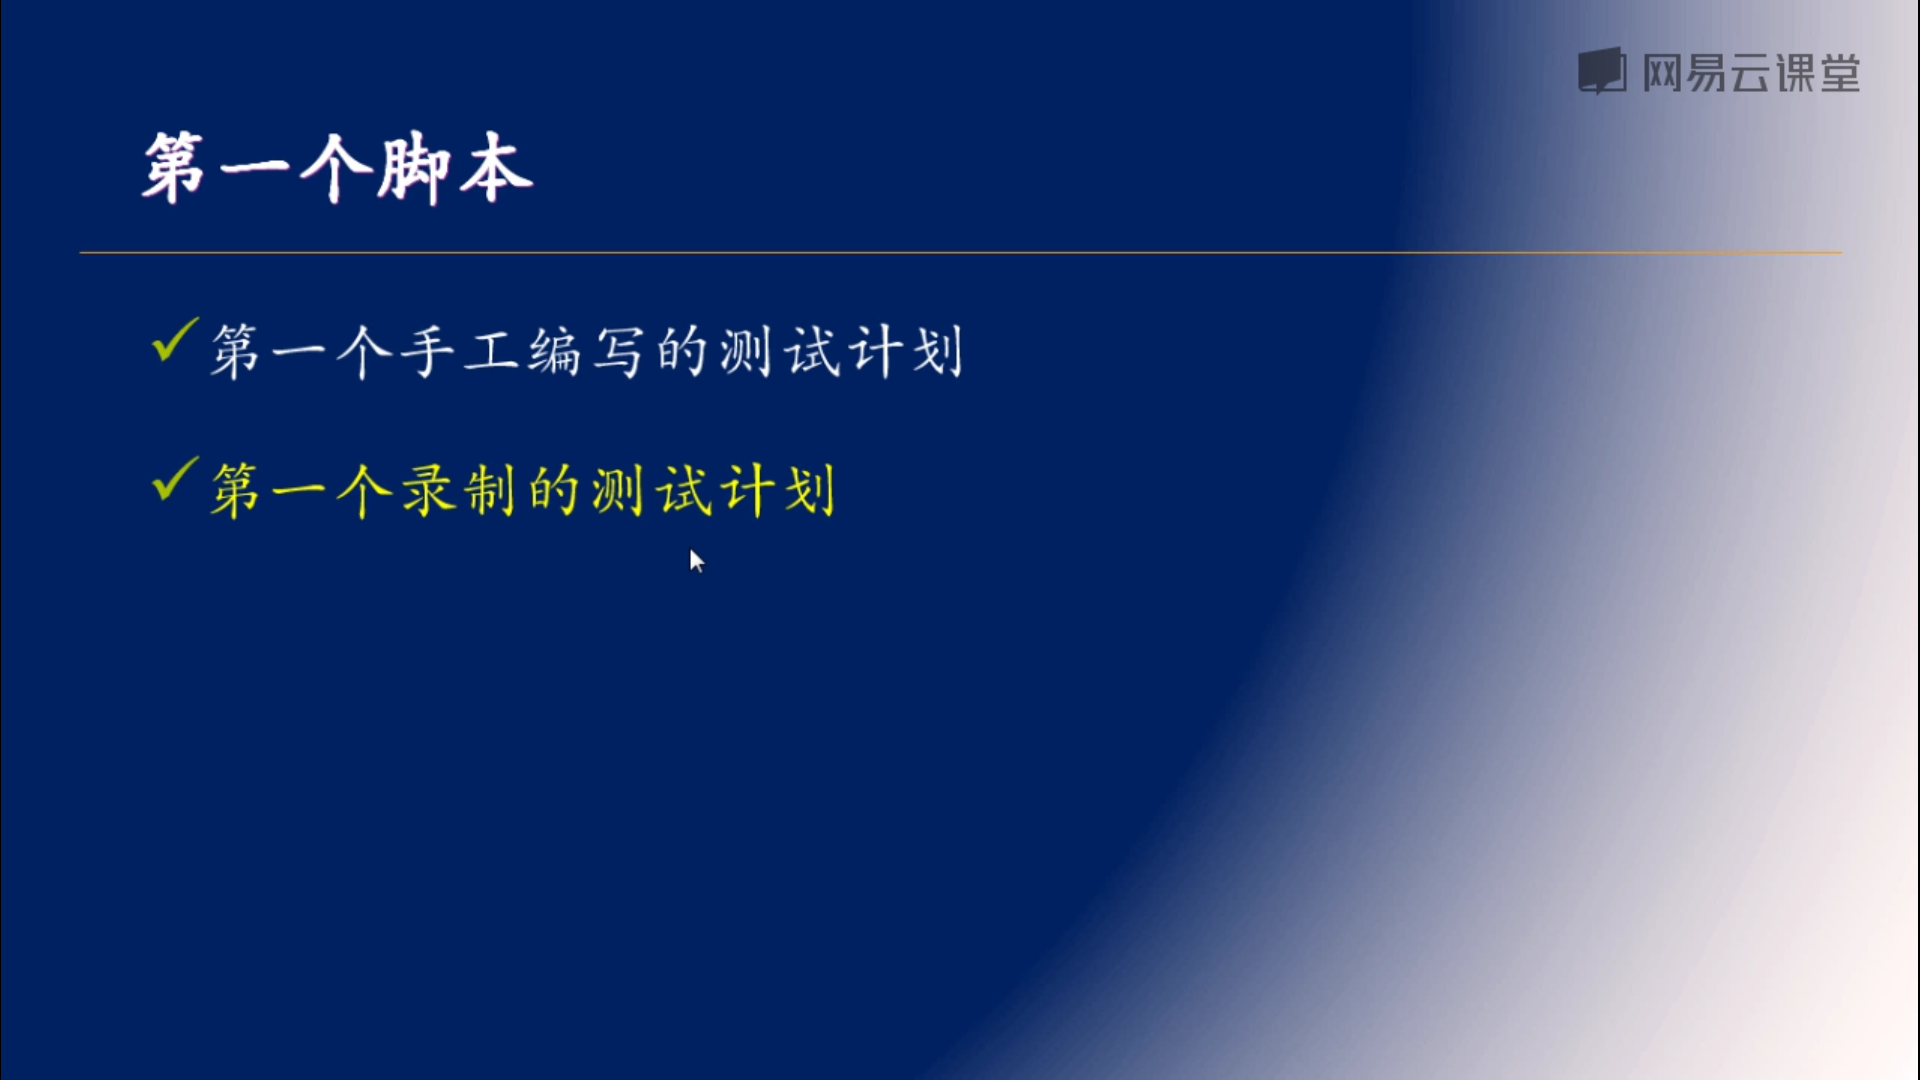 网易云课堂
第一个脚本
第一个手工编写的测试计划
第一个录制的测试计划